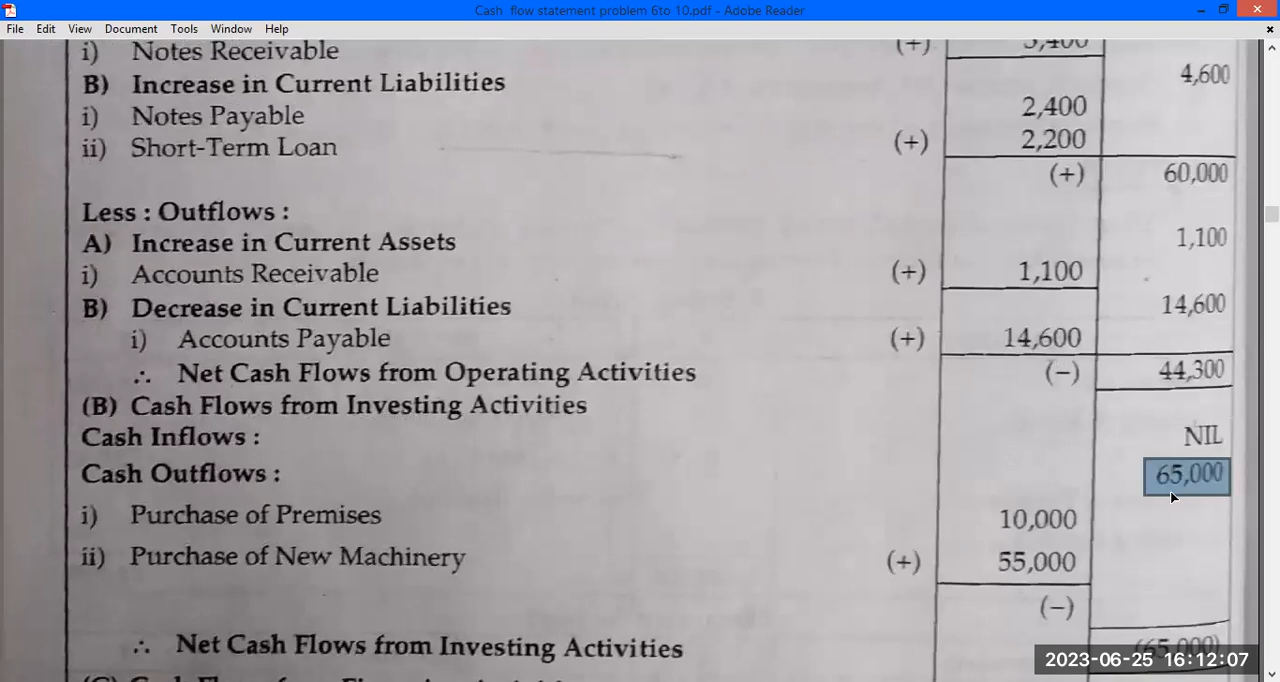 Cash flow statement problem 6to 10.pdf - Adobe Reader
File Edit View Document Tools Window Help
i) Notes Receivable (+) 3,400
B) Increase in Current Liabilities 4,600
i) Notes Payable 2,400
ii) Short-Term Loan (+) 2,200
(+) 60,000
Less : Outflows :
A) Increase in Current Assets 1,100
i) Accounts Receivable (+) 1,100
B) Decrease in Current Liabilities 14,600
i) Accounts Payable (+) 14,600
∴ Net Cash Flows from Operating Activities (−) 44,300
(B) Cash Flows from Investing Activities
Cash Inflows : NIL
Cash Outflows : 65,000
i) Purchase of Premises 10,000
ii) Purchase of New Machinery (+) 55,000
(−)
∴ Net Cash Flows from Investing Activities (65,000)
2023-06-25 16:12:07